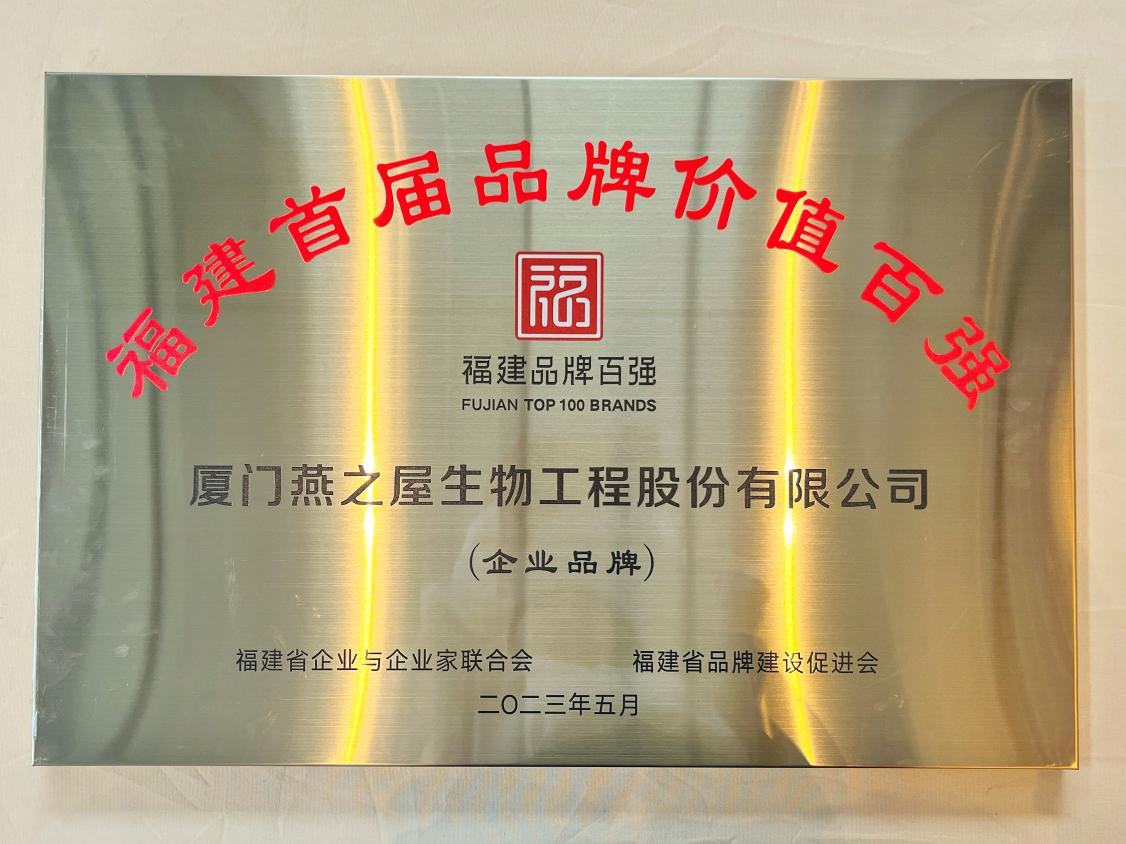 福建首届品牌价值百强
福
福建品牌百强
FUJIAN TOP 100 BRANDS
厦门燕之屋生物工程股份有限公司
(企业品牌)
福建省企业与企业家联合会 福建省品牌建设促进会
二〇二三年五月